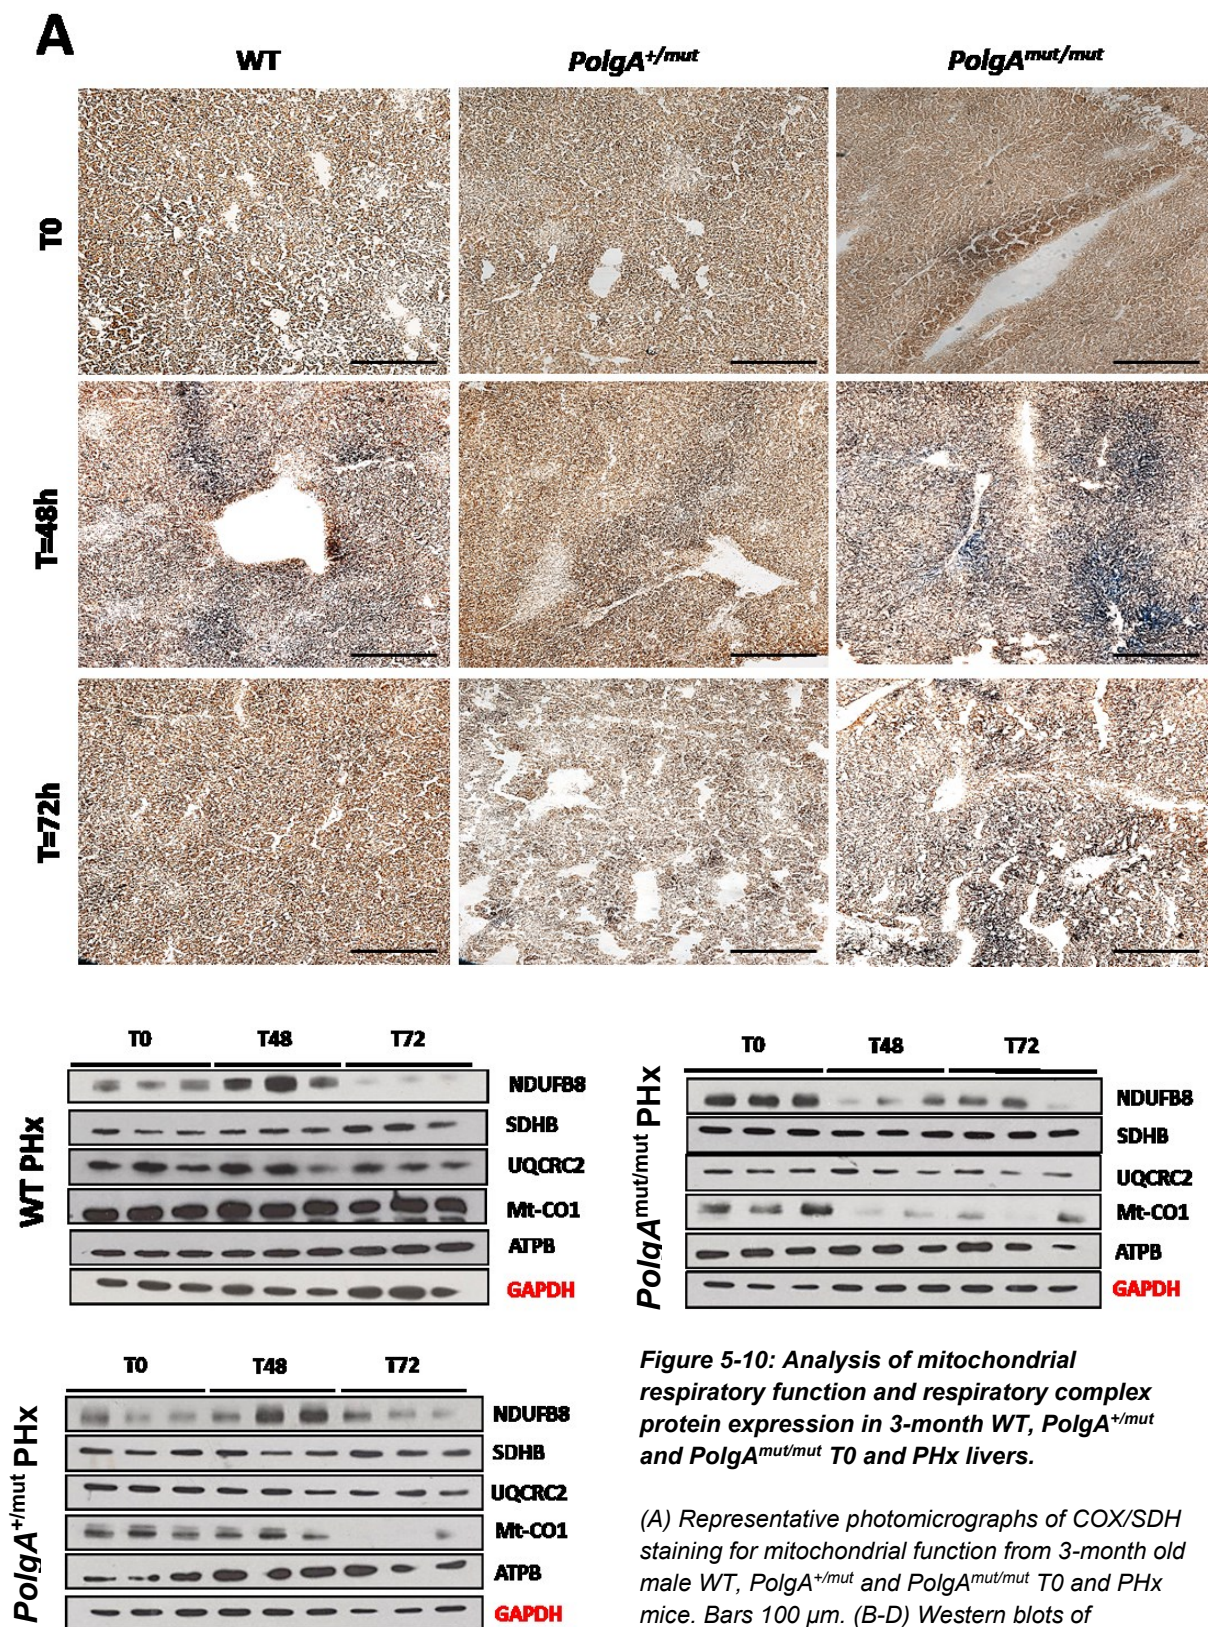 A
WT PolgA+/mut PolgAmut/mut
T0
T=48h
T=72h
WT PHx
T0 T48 T72
NDUFB8
SDHB
UQCRC2
Mt-CO1
ATPB
GAPDH
PolgAmut/mut PHx
T0 T48 T72
NDUFB8
SDHB
UQCRC2
Mt-CO1
ATPB
GAPDH
PolgA+/mut PHx
T0 T48 T72
NDUFB8
SDHB
UQCRC2
Mt-CO1
ATPB
GAPDH
Figure 5-10: Analysis of mitochondrial
respiratory function and respiratory complex
protein expression in 3-month WT, PolgA+/mut
and PolgAmut/mut T0 and PHx livers.
(A) Representative photomicrographs of COX/SDH
staining for mitochondrial function from 3-month old
male WT, PolgA+/mut and PolgAmut/mut T0 and PHx
mice. Bars 100 µm. (B-D) Western blots of